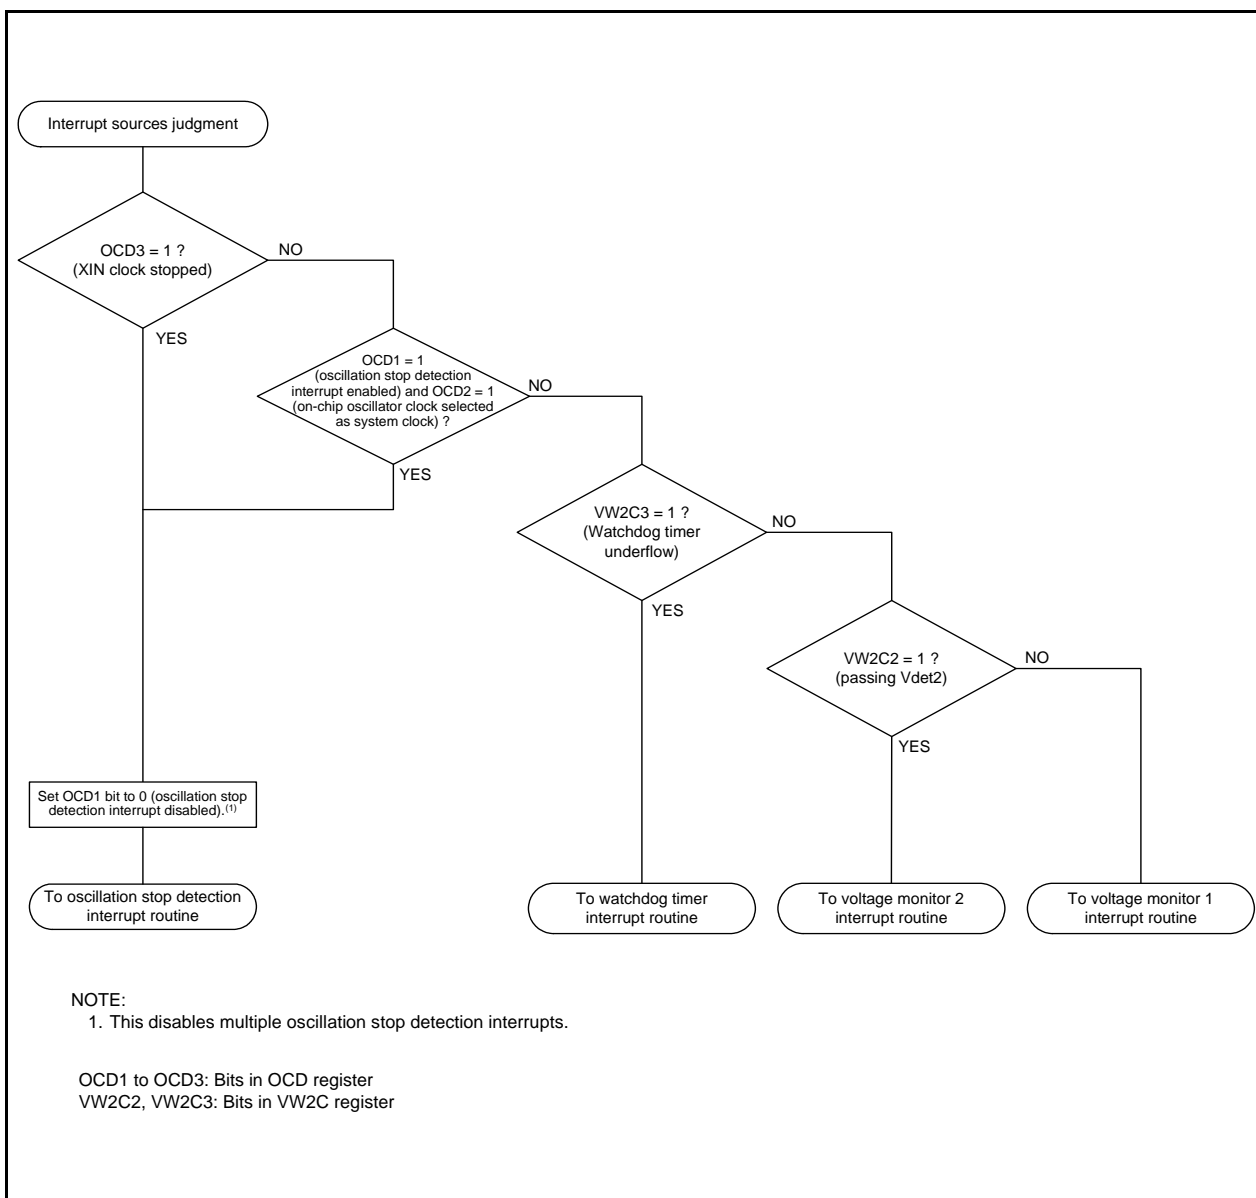 Interrupt sources judgment
OCD3 = 1 ?
(XIN clock stopped)
NO
YES
OCD1 = 1
(oscillation stop detection
interrupt enabled) and OCD2 = 1
(on-chip oscillator clock selected
as system clock) ?
NO
YES
VW2C3 = 1 ?
(Watchdog timer
underflow)
NO
YES
VW2C2 = 1 ?
(passing Vdet2)
NO
YES
Set OCD1 bit to 0 (oscillation stop
detection interrupt disabled).(1)
To oscillation stop detection
interrupt routine
To watchdog timer
interrupt routine
To voltage monitor 2
interrupt routine
To voltage monitor 1
interrupt routine
NOTE:
1. This disables multiple oscillation stop detection interrupts.
OCD1 to OCD3: Bits in OCD register
VW2C2, VW2C3: Bits in VW2C register